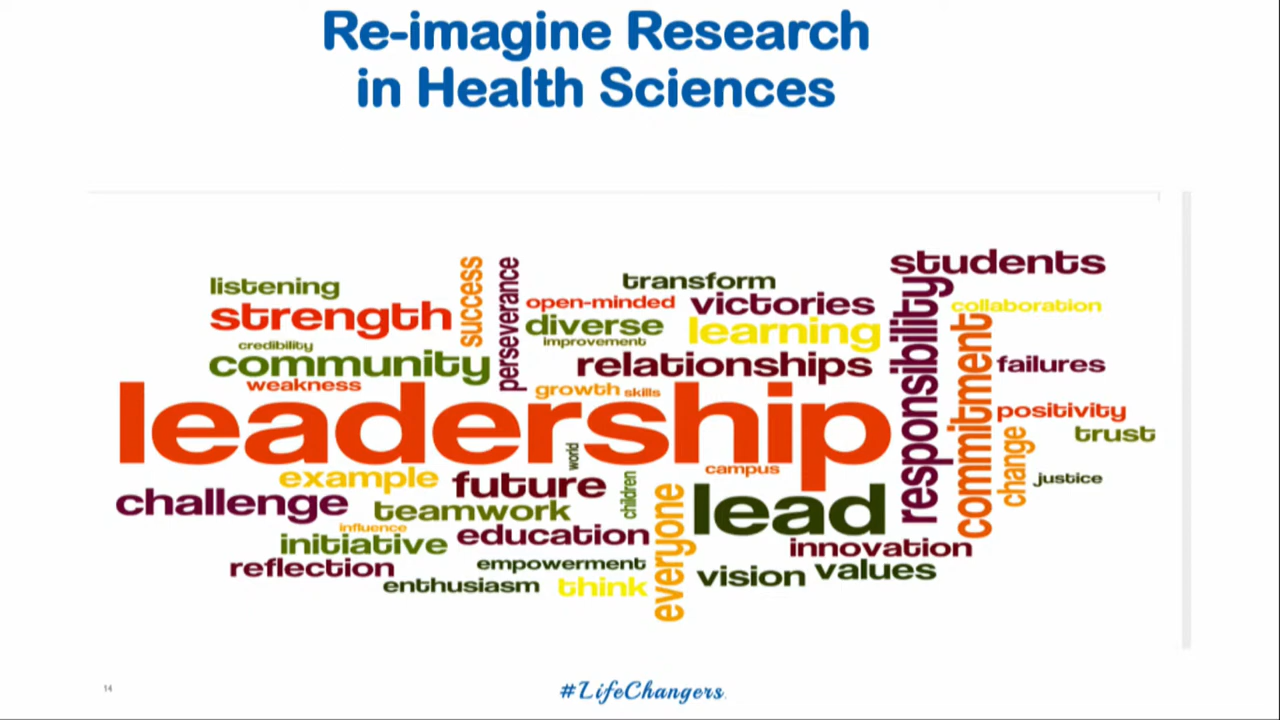 Re-imagine Research
in Health Sciences
listening
strength
credibility
community
weakness
success
perseverance
transform
open-minded
victories
diverse
learning
improvement
relationships
growth
skills
students
collaboration
responsibility
commitment
failures
positivity
trust
change
justice
leadership
world
campus
example
future
children
challenge
teamwork
influence
education
initiative
everyone
lead
innovation
reflection
empowerment
enthusiasm
think
vision
values
14
#LifeChangers